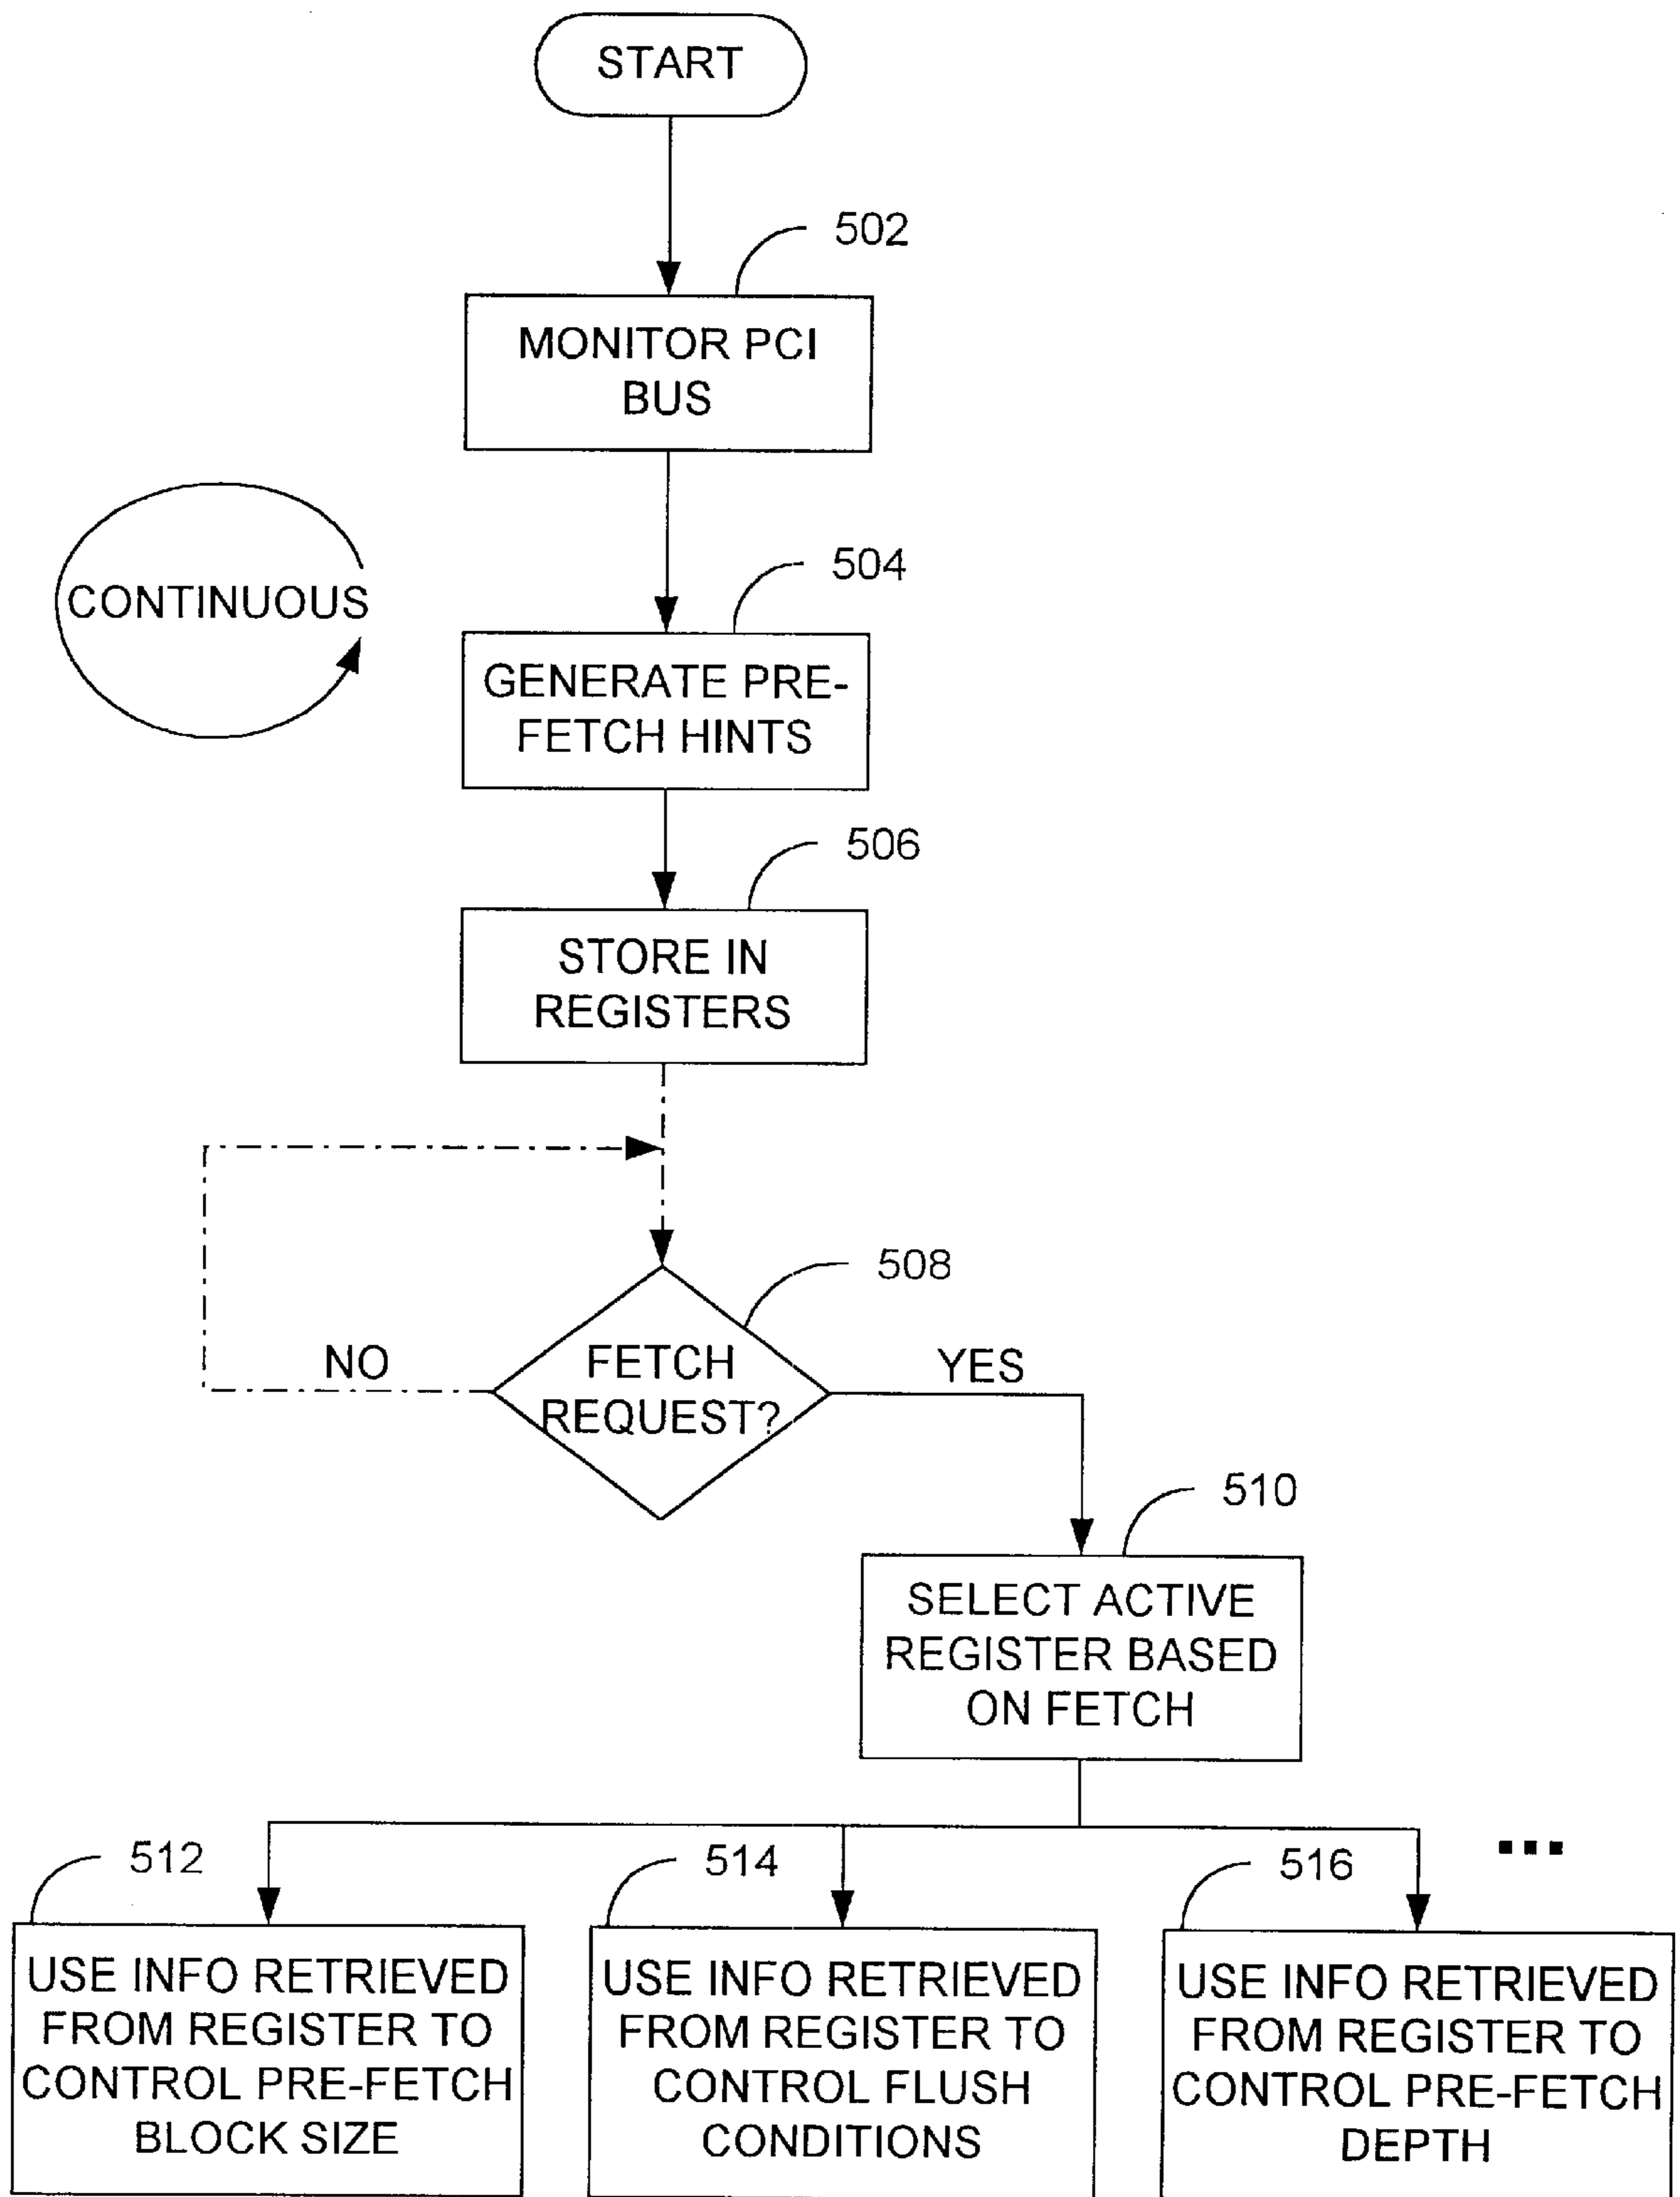 START
502
MONITOR PCI
BUS
CONTINUOUS
504
GENERATE PRE-
FETCH HINTS
506
STORE IN
REGISTERS
508
NO
FETCH
REQUEST?
YES
510
SELECT ACTIVE
REGISTER BASED
ON FETCH
512
USE INFO RETRIEVED
FROM REGISTER TO
CONTROL PRE-FETCH
BLOCK SIZE
514
USE INFO RETRIEVED
FROM REGISTER TO
CONTROL FLUSH
CONDITIONS
516
USE INFO RETRIEVED
FROM REGISTER TO
CONTROL PRE-FETCH
DEPTH
...